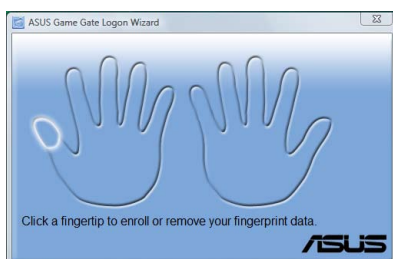 ASUS Game Gate Logon Wizard
Click a fingertip to enroll or remove your fingerprint data.
ASUS